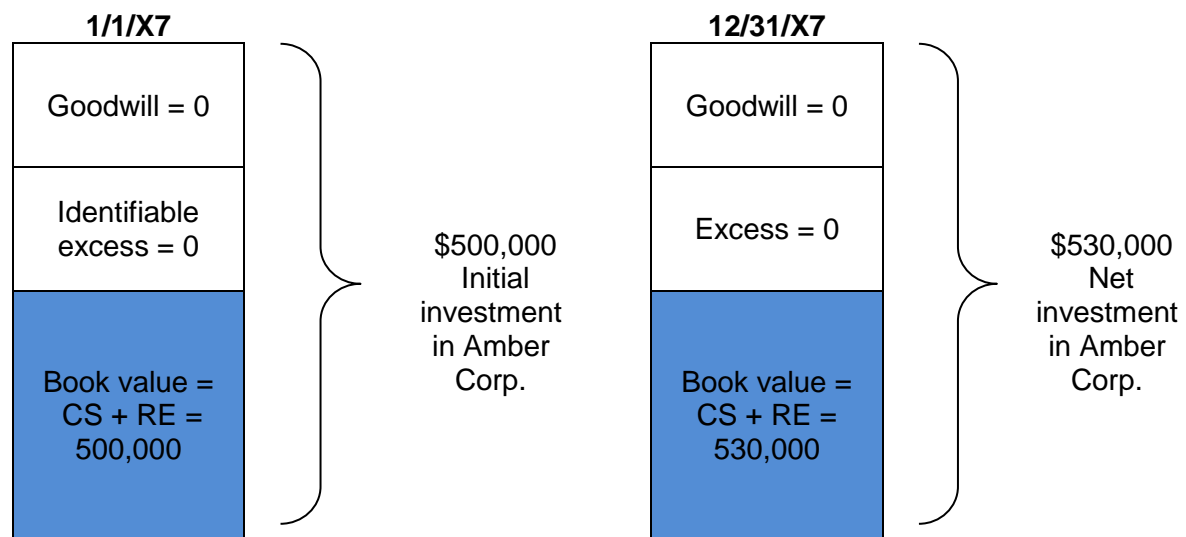 1/1/X7
Goodwill = 0
Identifiable
excess = 0
Book value =
CS + RE =
500,000
$500,000
Initial
investment
in Amber
Corp.
12/31/X7
Goodwill = 0
Excess = 0
Book value =
CS + RE =
530,000
$530,000
Net
investment
in Amber
Corp.